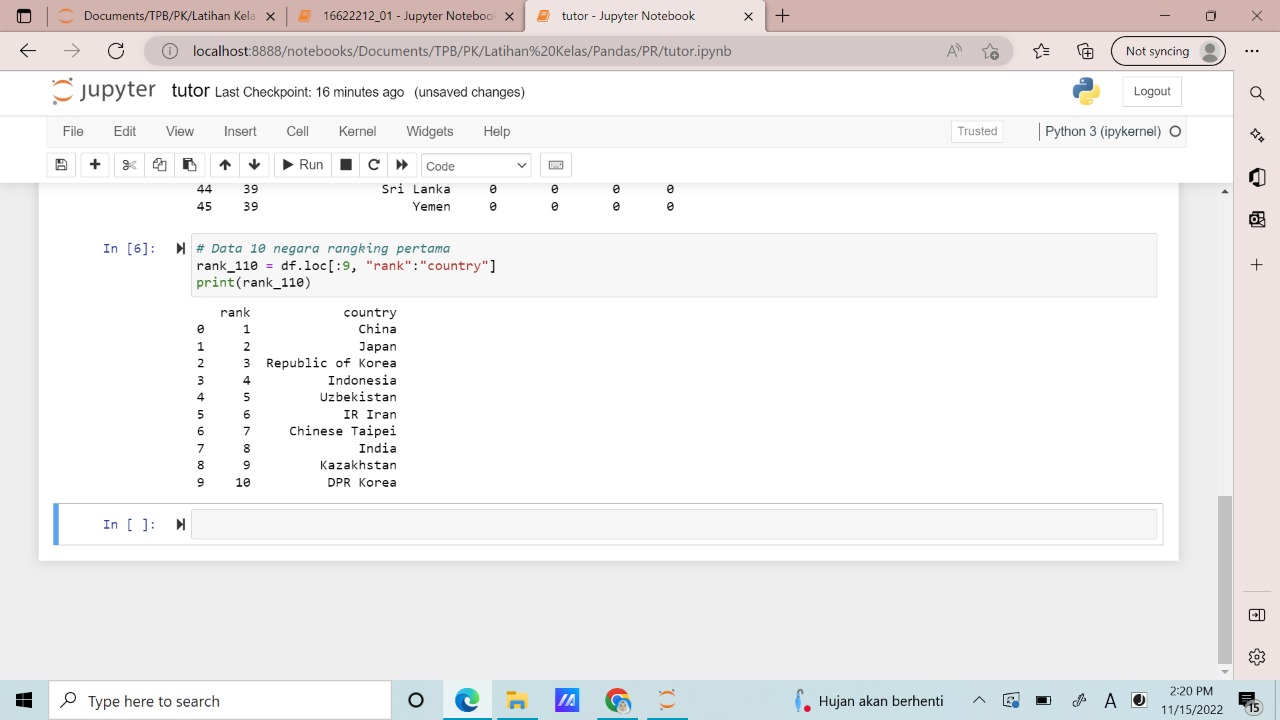 Documents/TPB/PK/Latihan Kela
16622212_01 - Jupyter Notebook
tutor - Jupyter Notebook
localhost:8888/notebooks/Documents/TPB/PK/Latihan%20Kelas/Pandas/PR/tutor.ipynb
Not syncing
jupyter tutor Last Checkpoint: 16 minutes ago (unsaved changes)
Logout
File Edit View Insert Cell Kernel Widgets Help
Trusted
Python 3 (ipykernel)
Run
Code
44 39 Sri Lanka 0 0 0 0
45 39 Yemen 0 0 0 0
In [6]:
# Data 10 negara rangking pertama
rank_110 = df.loc[:9, "rank":"country"]
print(rank_110)
rank country
0 1 China
1 2 Japan
2 3 Republic of Korea
3 4 Indonesia
4 5 Uzbekistan
5 6 IR Iran
6 7 Chinese Taipei
7 8 India
8 9 Kazakhstan
9 10 DPR Korea
In [ ]:
Type here to search
Hujan akan berhenti
A
2:20 PM
11/15/2022
15